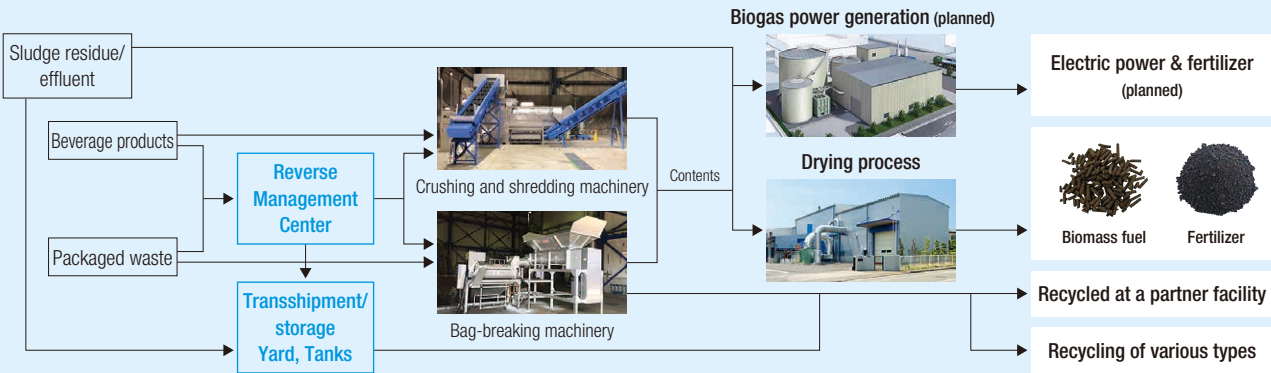 Biogas power generation (planned)
Sludge residue/
effluent
Electric power & fertilizer
(planned)
Beverage products
Reverse
Management
Center
Crushing and shredding machinery
Contents
Drying process
Packaged waste
Biomass fuel
Fertilizer
Transshipment/
storage
Yard, Tanks
Bag-breaking machinery
Recycled at a partner facility
Recycling of various types